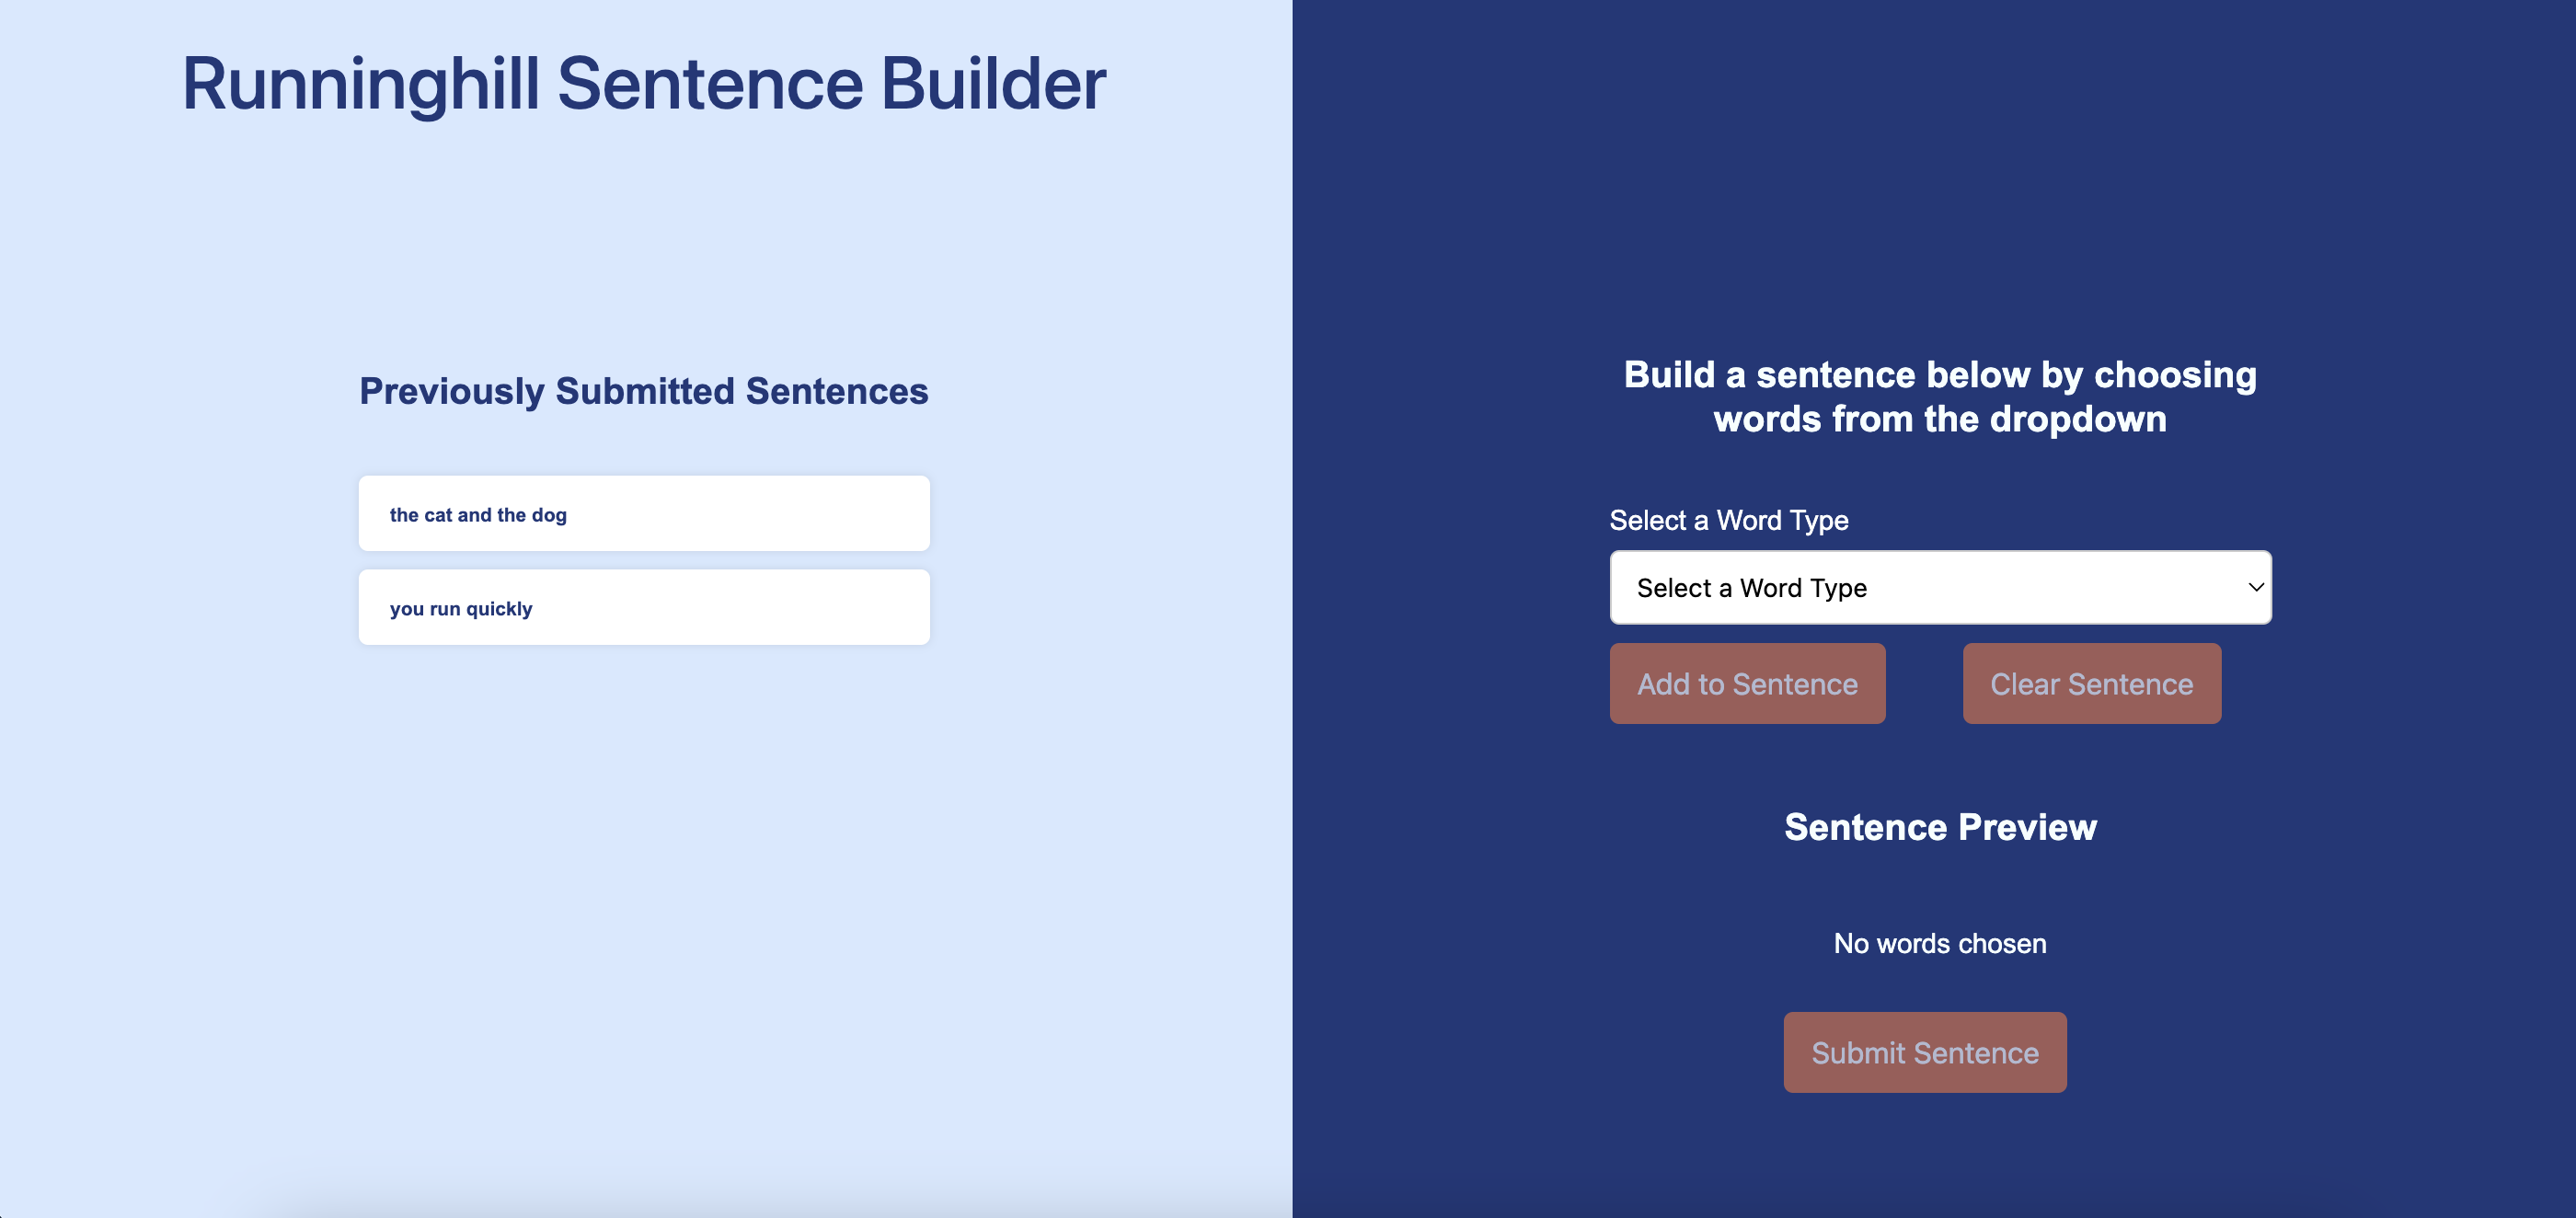 Runninghill Sentence Builder
Previously Submitted Sentences
the cat and the dog
you run quickly
Build a sentence below by choosing
words from the dropdown
Select a Word Type
Select a Word Type
Add to Sentence
Clear Sentence
Sentence Preview
No words chosen
Submit Sentence